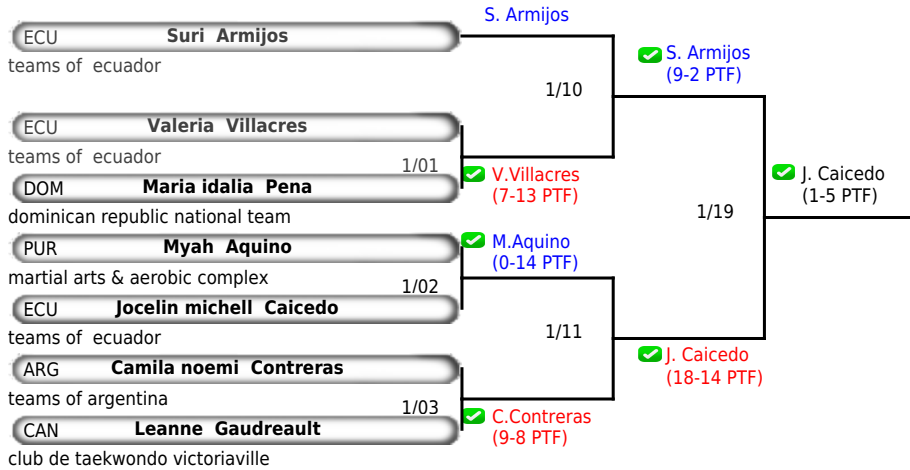 S. Armijos
ECU Suri Armijos
teams of ecuador
S. Armijos
(9-2 PTF)
1/10
ECU Valeria Villacres
teams of ecuador
1/01
V.Villacres
(7-13 PTF)
DOM Maria idalia Pena
dominican republic national team
J. Caicedo
(1-5 PTF)
1/19
PUR Myah Aquino
martial arts & aerobic complex
1/02
M.Aquino
(0-14 PTF)
ECU Jocelin michell Caicedo
teams of ecuador
1/11
J. Caicedo
(18-14 PTF)
ARG Camila noemi Contreras
teams of argentina
1/03
C.Contreras
(9-8 PTF)
CAN Leanne Gaudreault
club de taekwondo victoriaville